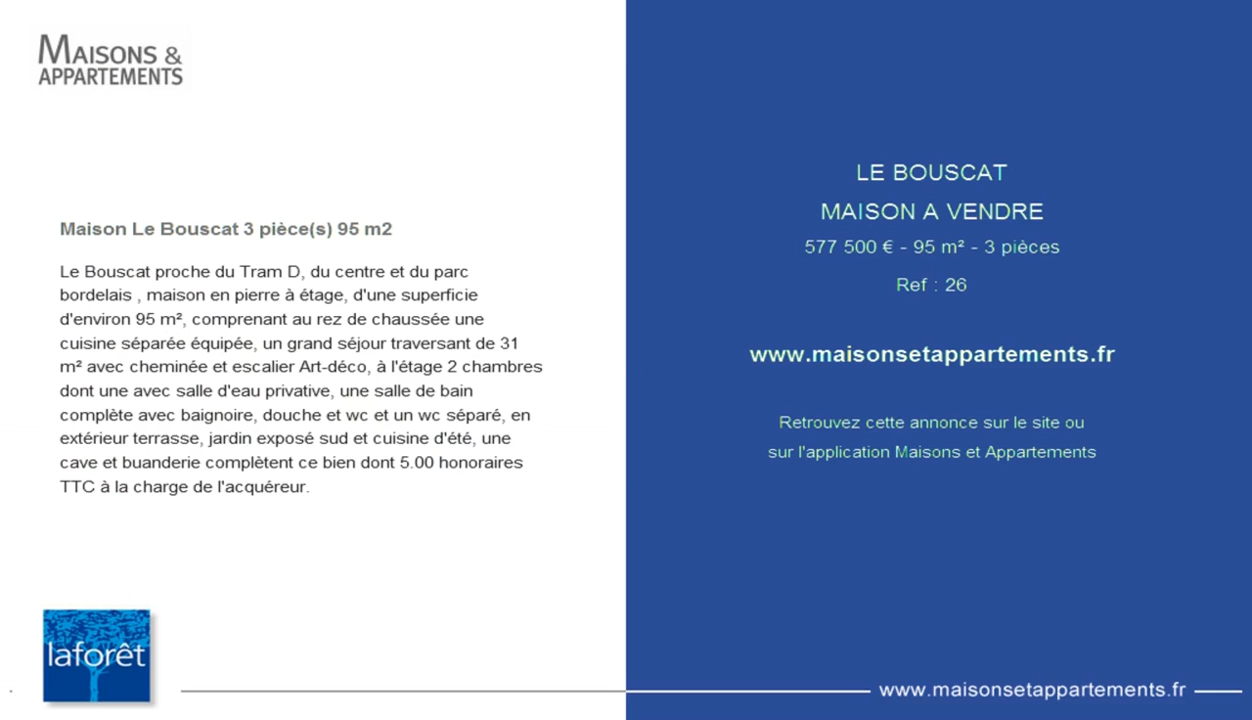 MAISONS &
APPARTEMENTS
Maison Le Bouscat 3 pièce(s) 95 m2
Le Bouscat proche du Tram D, du centre et du parc
bordelais , maison en pierre à étage, d'une superficie
d'environ 95 m², comprenant au rez de chaussée une
cuisine séparée équipée, un grand séjour traversant de 31
m² avec cheminée et escalier Art-déco, à l'étage 2 chambres
dont une avec salle d'eau privative, une salle de bain
complète avec baignoire, douche et wc et un wc séparé, en
extérieur terrasse, jardin exposé sud et cuisine d'été, une
cave et buanderie complètent ce bien dont 5.00 honoraires
TTC à la charge de l'acquéreur.
laforêt
LE BOUSCAT
MAISON A VENDRE
577 500 € - 95 m² - 3 pièces
Ref : 26
www.maisonsetappartements.fr
Retrouvez cette annonce sur le site ou
sur l'application Maisons et Appartements
www.maisonsetappartements.fr